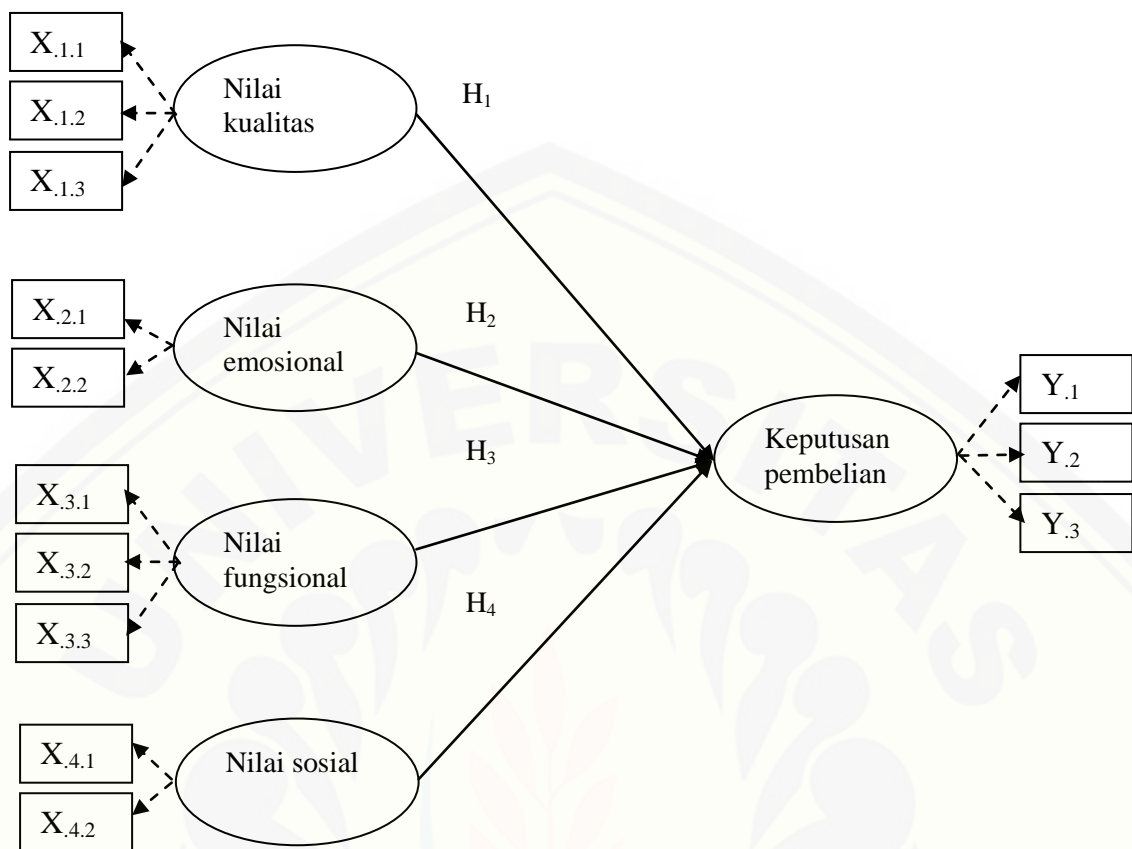 X.1.1
X.1.2
X.1.3
Nilai
kualitas
H1
X.2.1
X.2.2
Nilai
emosional
H2
X.3.1
X.3.2
X.3.3
Nilai
fungsional
H3
X.4.1
X.4.2
Nilai sosial
H4
Keputusan
pembelian
Y.1
Y.2
Y.3
UNIVERSITAS